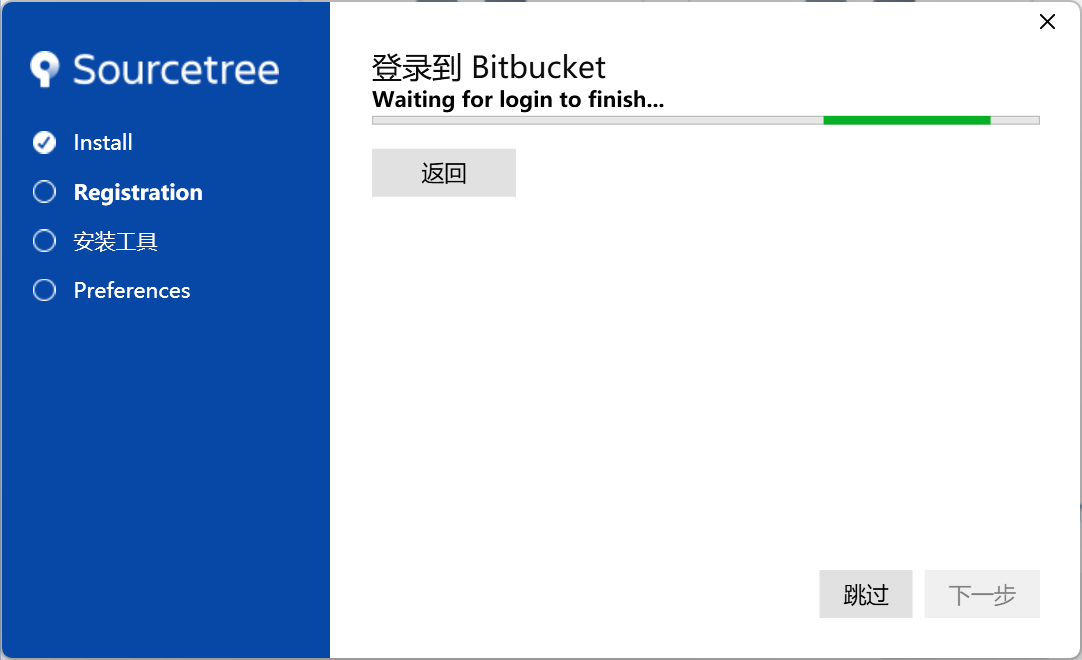 Sourcetree
Install
Registration
安装工具
Preferences
登录到 Bitbucket
Waiting for login to finish...
返回
跳过
下一步